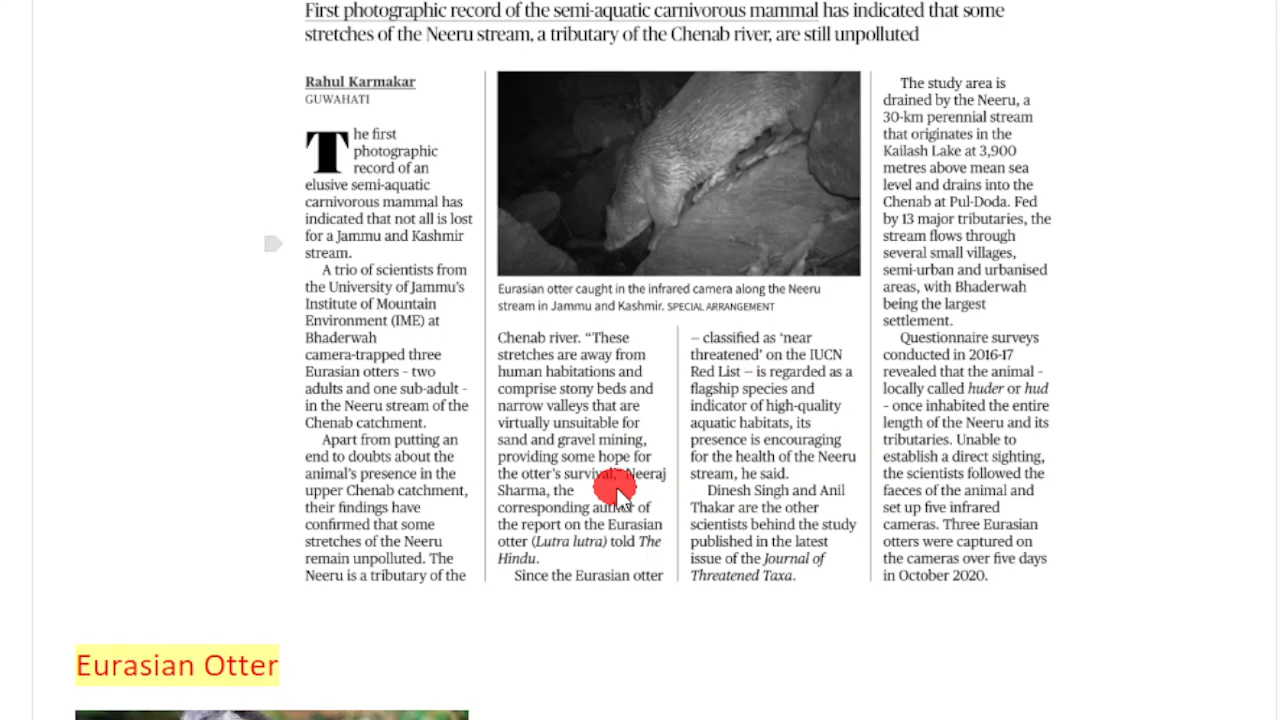 First photographic record of the semi-aquatic carnivorous mammal has indicated that some
stretches of the Neeru stream, a tributary of the Chenab river, are still unpolluted
Rahul Karmakar
GUWAHATI
The first
photographic
record of an
elusive semi-aquatic
carnivorous mammal has
indicated that not all is lost
for a Jammu and Kashmir
stream.
A trio of scientists from
the University of Jammu's
Institute of Mountain
Environment (IME) at
Bhaderwah
camera-trapped three
Eurasian otters - two
adults and one sub-adult -
in the Neeru stream of the
Chenab catchment.
Apart from putting an
end to doubts about the
animal's presence in the
upper Chenab catchment,
their findings have
confirmed that some
stretches of the Neeru
remain unpolluted. The
Neeru is a tributary of the
Eurasian otter caught in the infrared camera along the Neeru
stream in Jammu and Kashmir. SPECIAL ARRANGEMENT
Chenab river. “These
stretches are away from
human habitations and
comprise stony beds and
narrow valleys that are
virtually unsuitable for
sand and gravel mining,
providing some hope for
the otter's survival,” Neeraj
Sharma, the
corresponding author of
the report on the Eurasian
otter (Lutra lutra) told The
Hindu.
Since the Eurasian otter
– classified as ‘near
threatened’ on the IUCN
Red List – is regarded as a
flagship species and
indicator of high-quality
aquatic habitats, its
presence is encouraging
for the health of the Neeru
stream, he said.
Dinesh Singh and Anil
Thakar are the other
scientists behind the study
published in the latest
issue of the Journal of
Threatened Taxa.
The study area is
drained by the Neeru, a
30-km perennial stream
that originates in the
Kailash Lake at 3,900
metres above mean sea
level and drains into the
Chenab at Pul-Doda. Fed
by 13 major tributaries, the
stream flows through
several small villages,
semi-urban and urbanised
areas, with Bhaderwah
being the largest
settlement.
Questionnaire surveys
conducted in 2016-17
revealed that the animal -
locally called huder or hud
- once inhabited the entire
length of the Neeru and its
tributaries. Unable to
establish a direct sighting,
the scientists followed the
faeces of the animal and
set up five infrared
cameras. Three Eurasian
otters were captured on
the cameras over five days
in October 2020.
Eurasian Otter